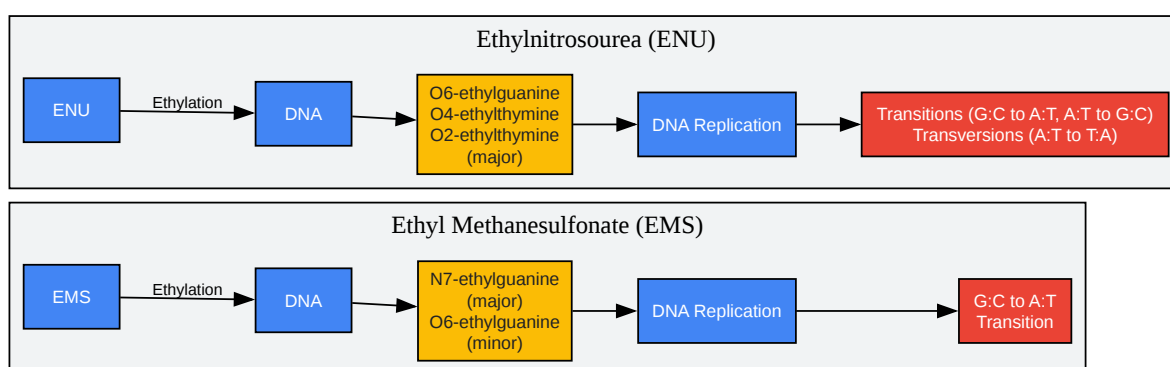 Ethylnitrosourea (ENU)
ENU
Ethylation
DNA
O6-ethylguanine
O4-ethylthymine
O2-ethylthymine
(major)
DNA Replication
Transitions (G:C to A:T, A:T to G:C)
Transversions (A:T to T:A)
Ethyl Methanesulfonate (EMS)
EMS
Ethylation
DNA
N7-ethylguanine
(major)
O6-ethylguanine
(minor)
DNA Replication
G:C to A:T
Transition